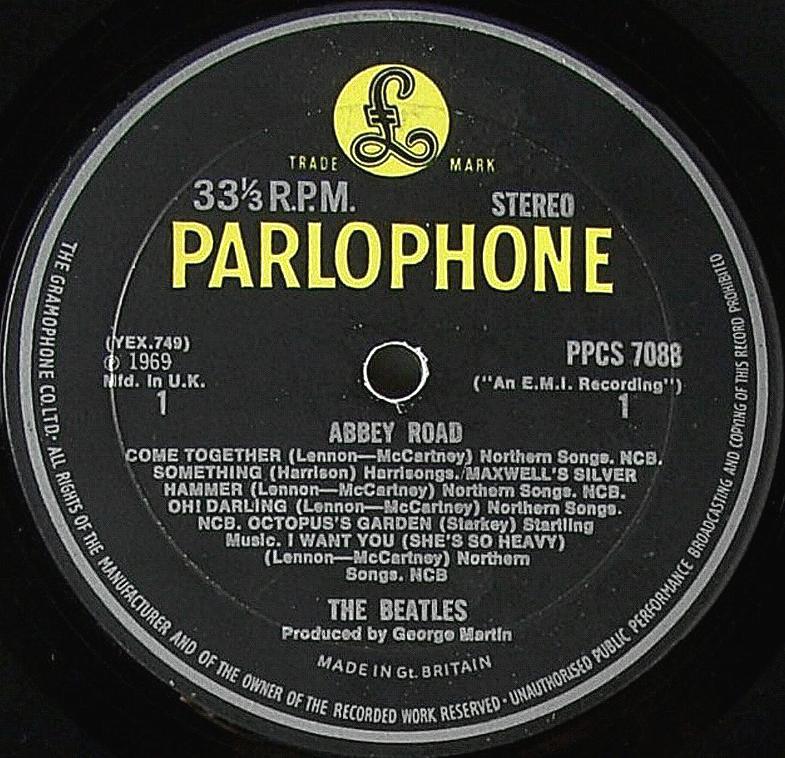 £
TRADE MARK
33⅓ R.P.M. STEREO
PARLOPHONE
(YEX.749)
℗ 1969
Mfd. In U.K.
1
PPCS 7088
("An E.M.I. Recording")
1
ABBEY ROAD
COME TOGETHER (Lennon—McCartney) Northern Songs. NCB.
SOMETHING (Harrison) Harrisongs./MAXWELL'S SILVER
HAMMER (Lennon—McCartney) Northern Songs. NCB.
OH! DARLING (Lennon—McCartney) Northern Songs.
NCB. OCTOPUS'S GARDEN (Starkey) Startling
Music. I WANT YOU (SHE'S SO HEAVY)
(Lennon—McCartney) Northern
Songs. NCB
THE BEATLES
Produced by George Martin
MADE IN Gt. BRITAIN
THE GRAMOPHONE CO. LTD· ALL RIGHTS OF THE MANUFACTURER AND OF THE OWNER OF THE RECORDED WORK RESERVED · UNAUTHORISED PUBLIC PERFORMANCE BROADCASTING AND COPYING OF THIS RECORD PROHIBITED